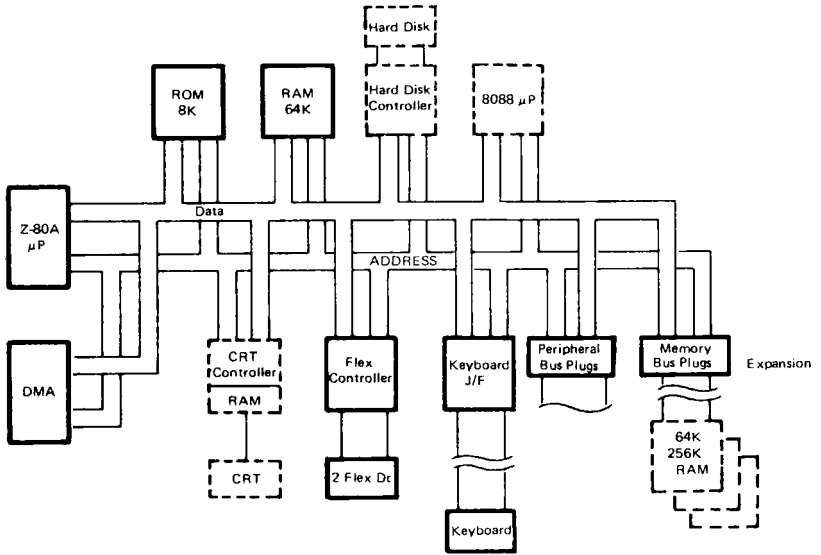 Hard Disk
ROM
8K
RAM
64K
Hard Disk
Controller
8088 μP
Z-80A
μP
Data
ADDRESS
DMA
CRT
Controller
RAM
Flex
Controller
Keyboard
J/F
Peripheral
Bus Plugs
Memory
Bus Plugs
Expansion
64K
256K
RAM
CRT
2 Flex Dr
Keyboard